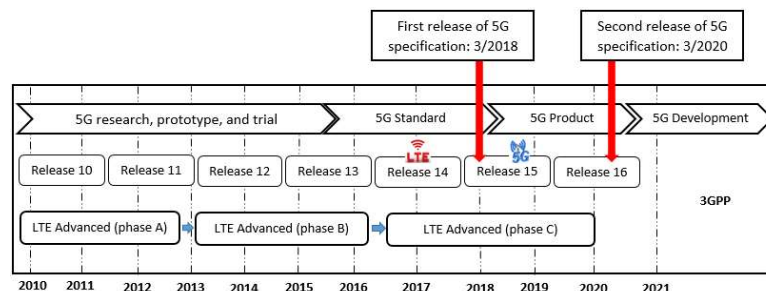 First release of 5G
specification: 3/2018
Second release of 5G
specification: 3/2020
5G research, prototype, and trial
5G Standard
5G Product
5G Development
LTE
5G
Release 10
Release 11
Release 12
Release 13
Release 14
Release 15
Release 16
3GPP
LTE Advanced (phase A)
LTE Advanced (phase B)
LTE Advanced (phase C)
2010 2011 2012 2013 2015 2016 2017 2018 2019 2020 2021